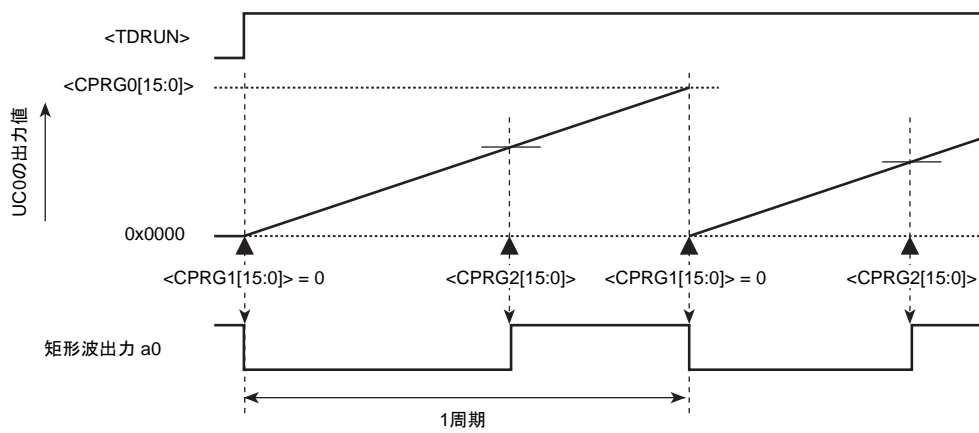 <TDRUN>
<CPRG0[15:0]>
UC0の出力値
0x0000
<CPRG1[15:0]> = 0
<CPRG2[15:0]>
<CPRG1[15:0]> = 0
<CPRG2[15:0]>
矩形波出力 a0
1周期